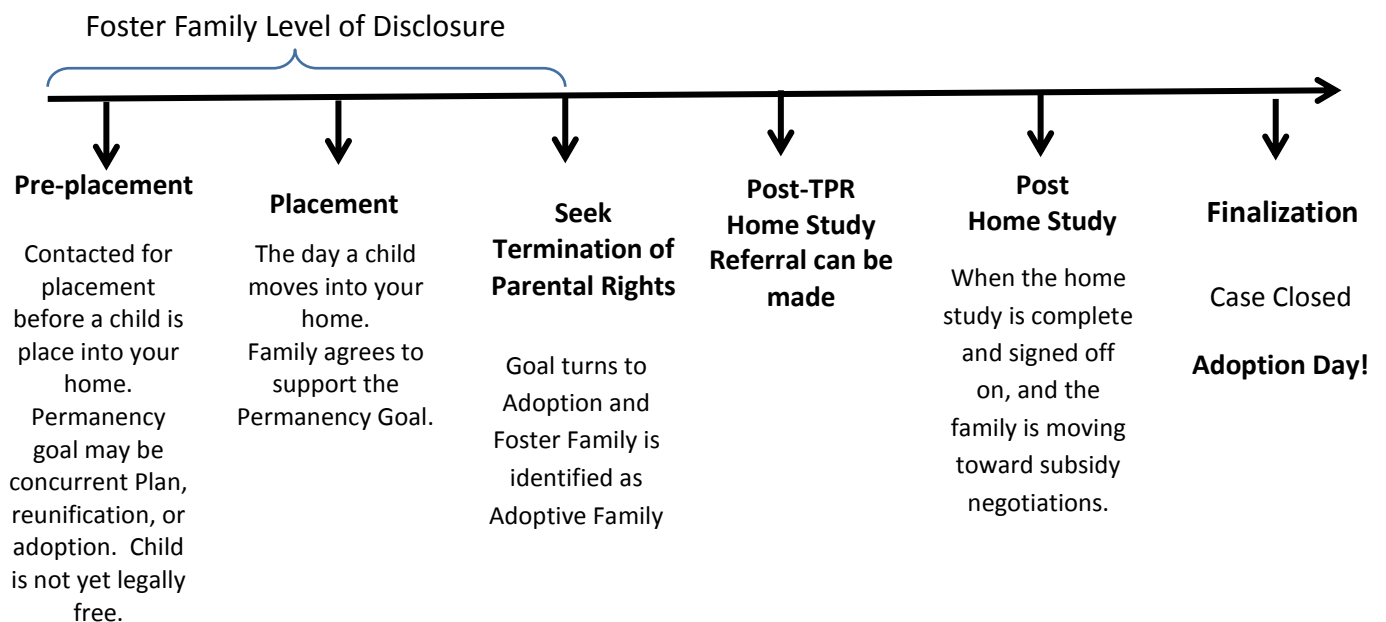 Foster Family Level of Disclosure
Pre-placement
Contacted for
placement
before a child is
place into your
home.
Permanency
goal may be
concurrent Plan,
reunification, or
adoption.  Child
is not yet legally
free.
Placement
The day a child
moves into your
home.
Family agrees to
support the
Permanency Goal.
Seek
Termination of
Parental Rights
Goal turns to
Adoption and
Foster Family is
identified as
Adoptive Family
Post-TPR
Home Study
Referral can be
made
Post
Home Study
When the home
study is complete
and signed off
on, and the
family is moving
toward subsidy
negotiations.
Finalization
Case Closed
Adoption Day!